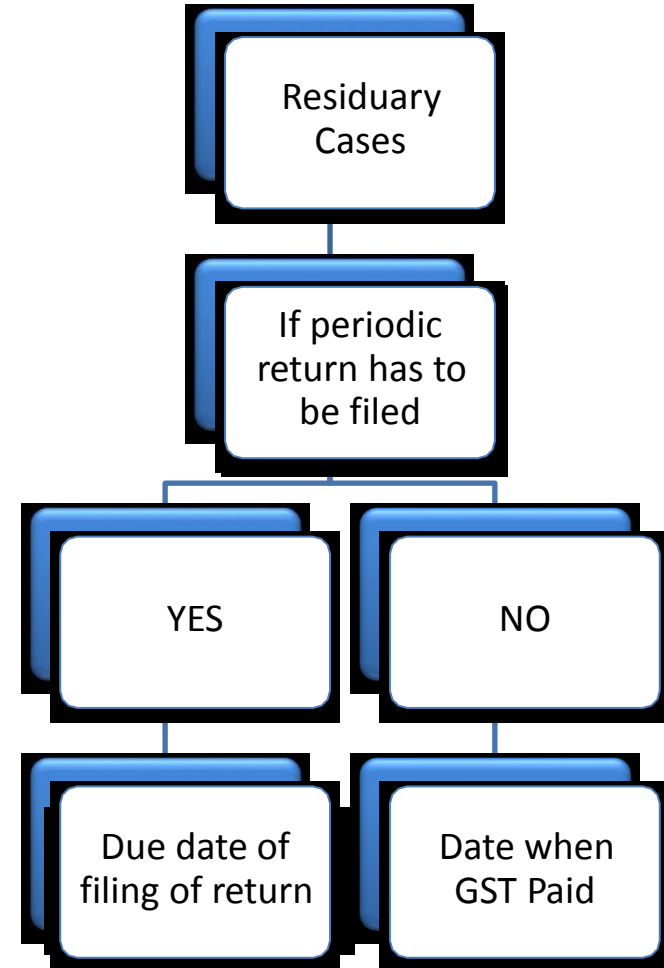 Residuary
Cases
If periodic
return has to
be filed
YES
NO
Due date of
filing of return
Date when
GST Paid